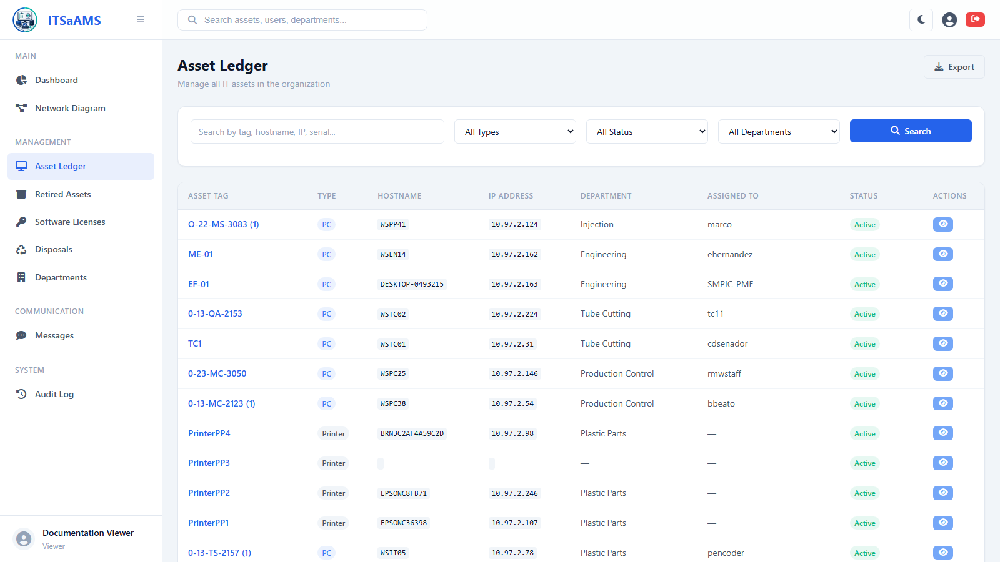 ITSaAMS
Search assets, users, departments...
MAIN
Dashboard
Network Diagram
MANAGEMENT
Asset Ledger
Retired Assets
Software Licenses
Disposals
Departments
COMMUNICATION
Messages
SYSTEM
Audit Log
Documentation Viewer
Viewer
Asset Ledger
Manage all IT assets in the organization
Export
Search by tag, hostname, IP, serial... All Types All Status All Departments Search
ASSET TAG TYPE HOSTNAME IP ADDRESS DEPARTMENT ASSIGNED TO STATUS ACTIONS
O-22-MS-3083 (1) PC WSPP41 10.97.2.124 Injection marco Active
ME-01 PC WSEN14 10.97.2.162 Engineering ehernandez Active
EF-01 PC DESKTOP-0493215 10.97.2.163 Engineering SMPIC-PME Active
0-13-QA-2153 PC WSTC02 10.97.2.224 Tube Cutting tc11 Active
TC1 PC WSTC01 10.97.2.31 Tube Cutting cdsenador Active
0-23-MC-3050 PC WSPC25 10.97.2.146 Production Control rmwstaff Active
0-13-MC-2123 (1) PC WSPC38 10.97.2.54 Production Control bbeato Active
PrinterPP4 Printer BRN3C2AF4A59C2D 10.97.2.98 Plastic Parts — Active
PrinterPP3 Printer — — Active
PrinterPP2 Printer EPSONC8FB71 10.97.2.246 Plastic Parts — Active
PrinterPP1 Printer EPSONC36398 10.97.2.107 Plastic Parts — Active
0-13-TS-2157 (1) PC WSIT05 10.97.2.78 Plastic Parts pencoder Active